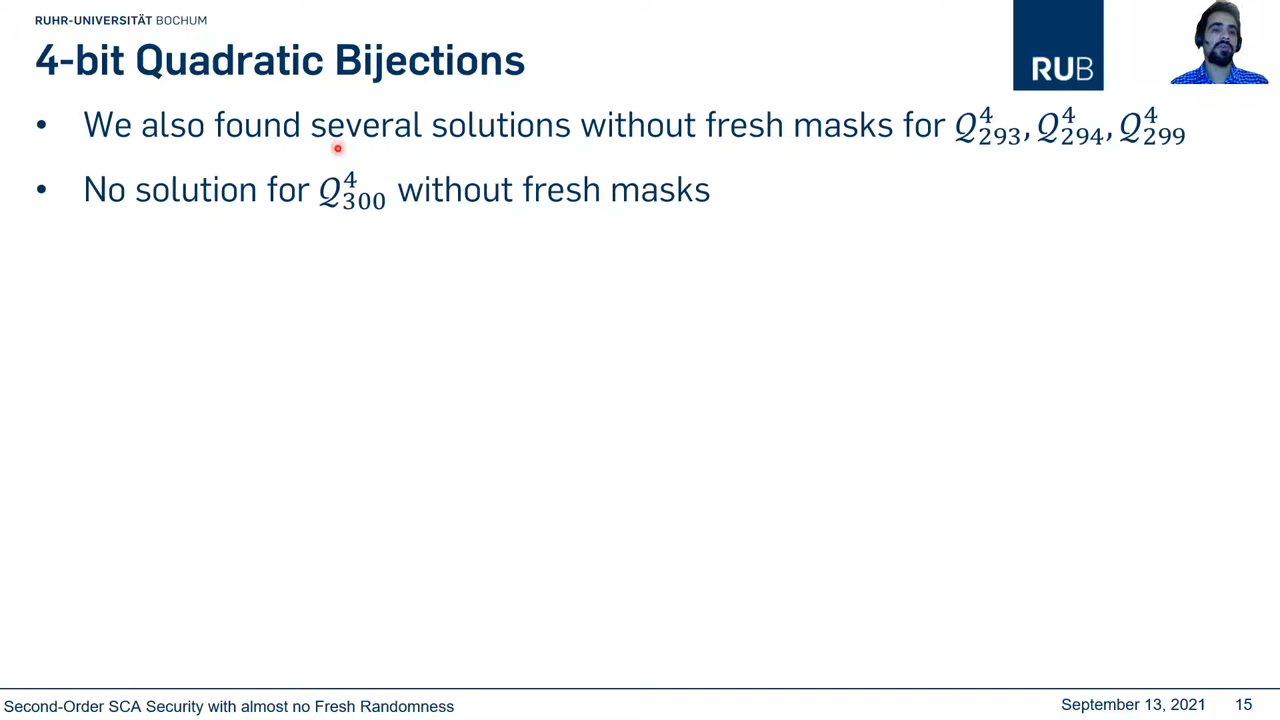 RUHR-UNIVERSITÄT BOCHUM
4-bit Quadratic Bijections
RUB
• We also found several solutions without fresh masks for 𝒬⁴₂₉₃, 𝒬⁴₂₉₄, 𝒬⁴₂₉₉
• No solution for 𝒬⁴₃₀₀ without fresh masks
Second-Order SCA Security with almost no Fresh Randomness
September 13, 2021 15